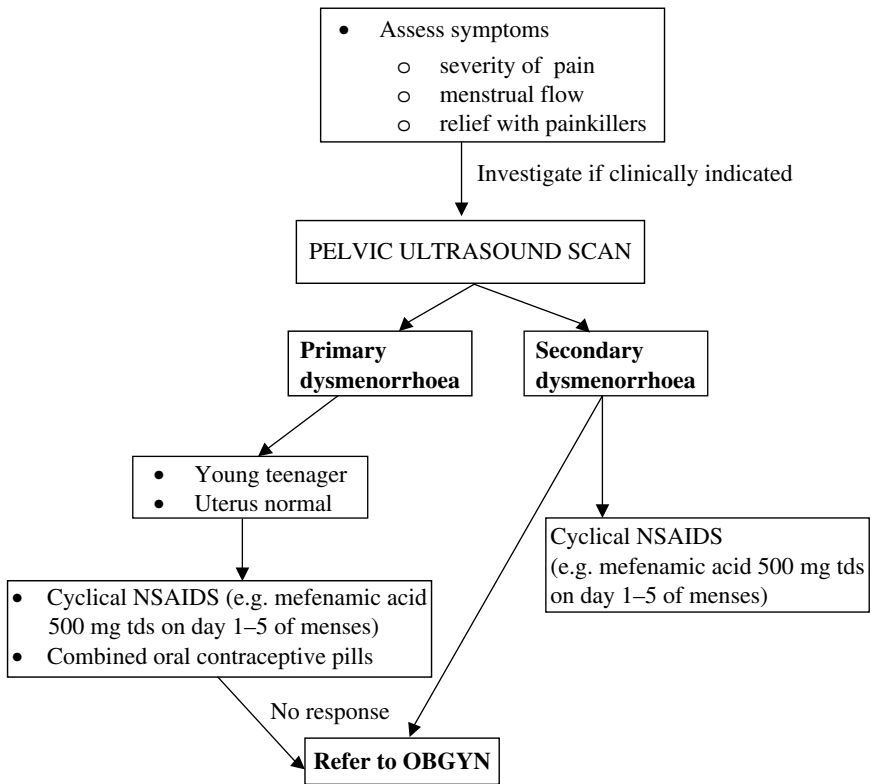 • Assess symptoms
o severity of pain
o menstrual flow
o relief with painkillers
Investigate if clinically indicated
PELVIC ULTRASOUND SCAN
Primary
dysmenorrhoea
Secondary
dysmenorrhoea
• Young teenager
• Uterus normal
Cyclical NSAIDS
(e.g. mefenamic acid 500 mg tds
on day 1–5 of menses)
• Cyclical NSAIDS (e.g. mefenamic acid
500 mg tds on day 1–5 of menses)
• Combined oral contraceptive pills
No response
Refer to OBGYN